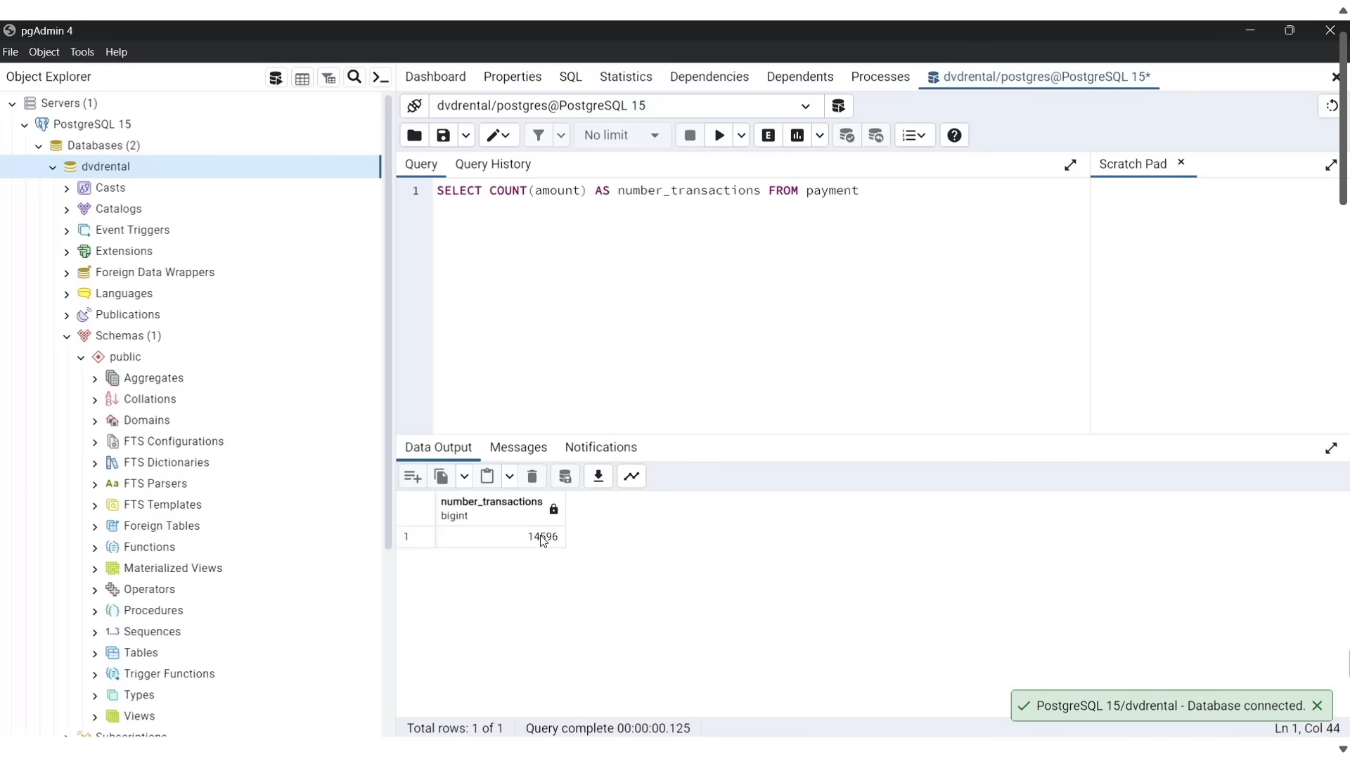 pgAdmin 4
File Object Tools Help
Object Explorer
Dashboard Properties SQL Statistics Dependencies Dependents Processes dvdrental/postgres@PostgreSQL 15*
Servers (1)
PostgreSQL 15
Databases (2)
dvdrental
Casts
Catalogs
Event Triggers
Extensions
Foreign Data Wrappers
Languages
Publications
Schemas (1)
public
Aggregates
Collations
Domains
FTS Configurations
FTS Dictionaries
Aa FTS Parsers
FTS Templates
Foreign Tables
Functions
Materialized Views
Operators
Procedures
1..3 Sequences
Tables
Trigger Functions
Types
Views
Subscriptions
dvdrental/postgres@PostgreSQL 15
No limit
E
Query Query History
Scratch Pad
1 SELECT COUNT(amount) AS number_transactions FROM payment
Data Output Messages Notifications
number_transactions
bigint
1 14596
PostgreSQL 15/dvdrental - Database connected.
Total rows: 1 of 1 Query complete 00:00:00.125
Ln 1, Col 44